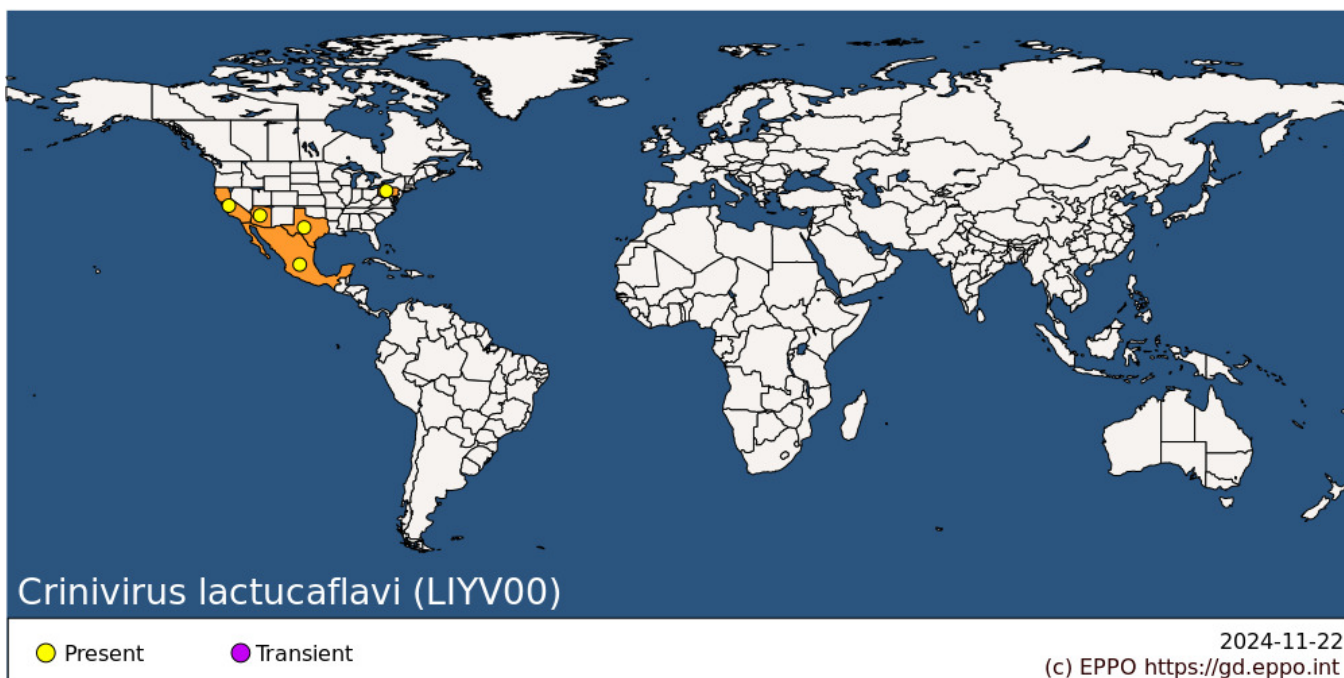 Crinivirus lactucaflavi (LIYV00)
Present
Transient
2024-11-22
(c) EPPO https://gd.eppo.int